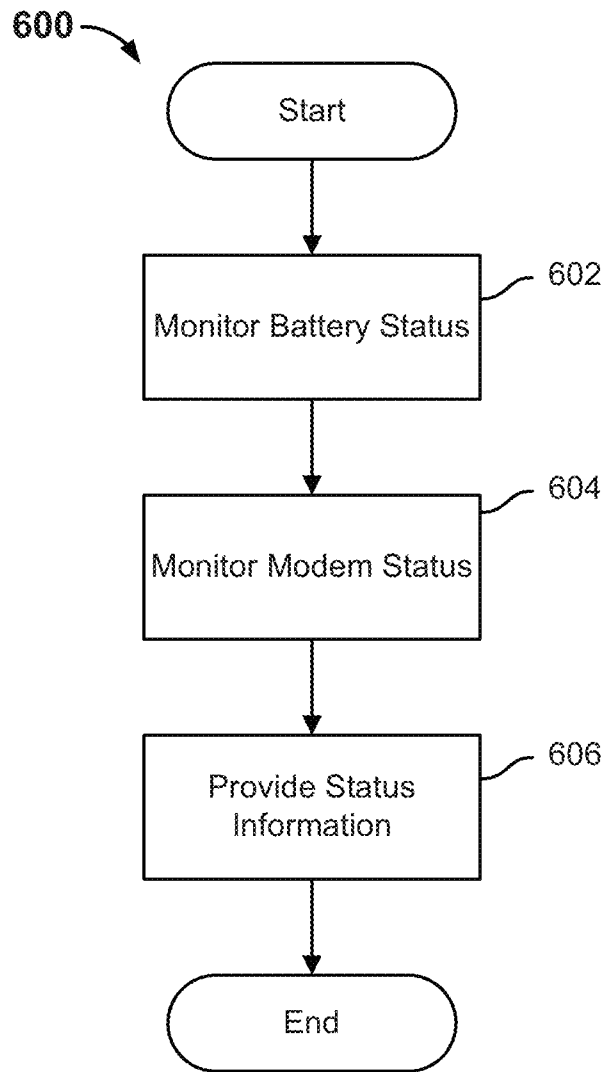 600
Start
602
Monitor Battery Status
604
Monitor Modem Status
606
Provide Status
Information
End